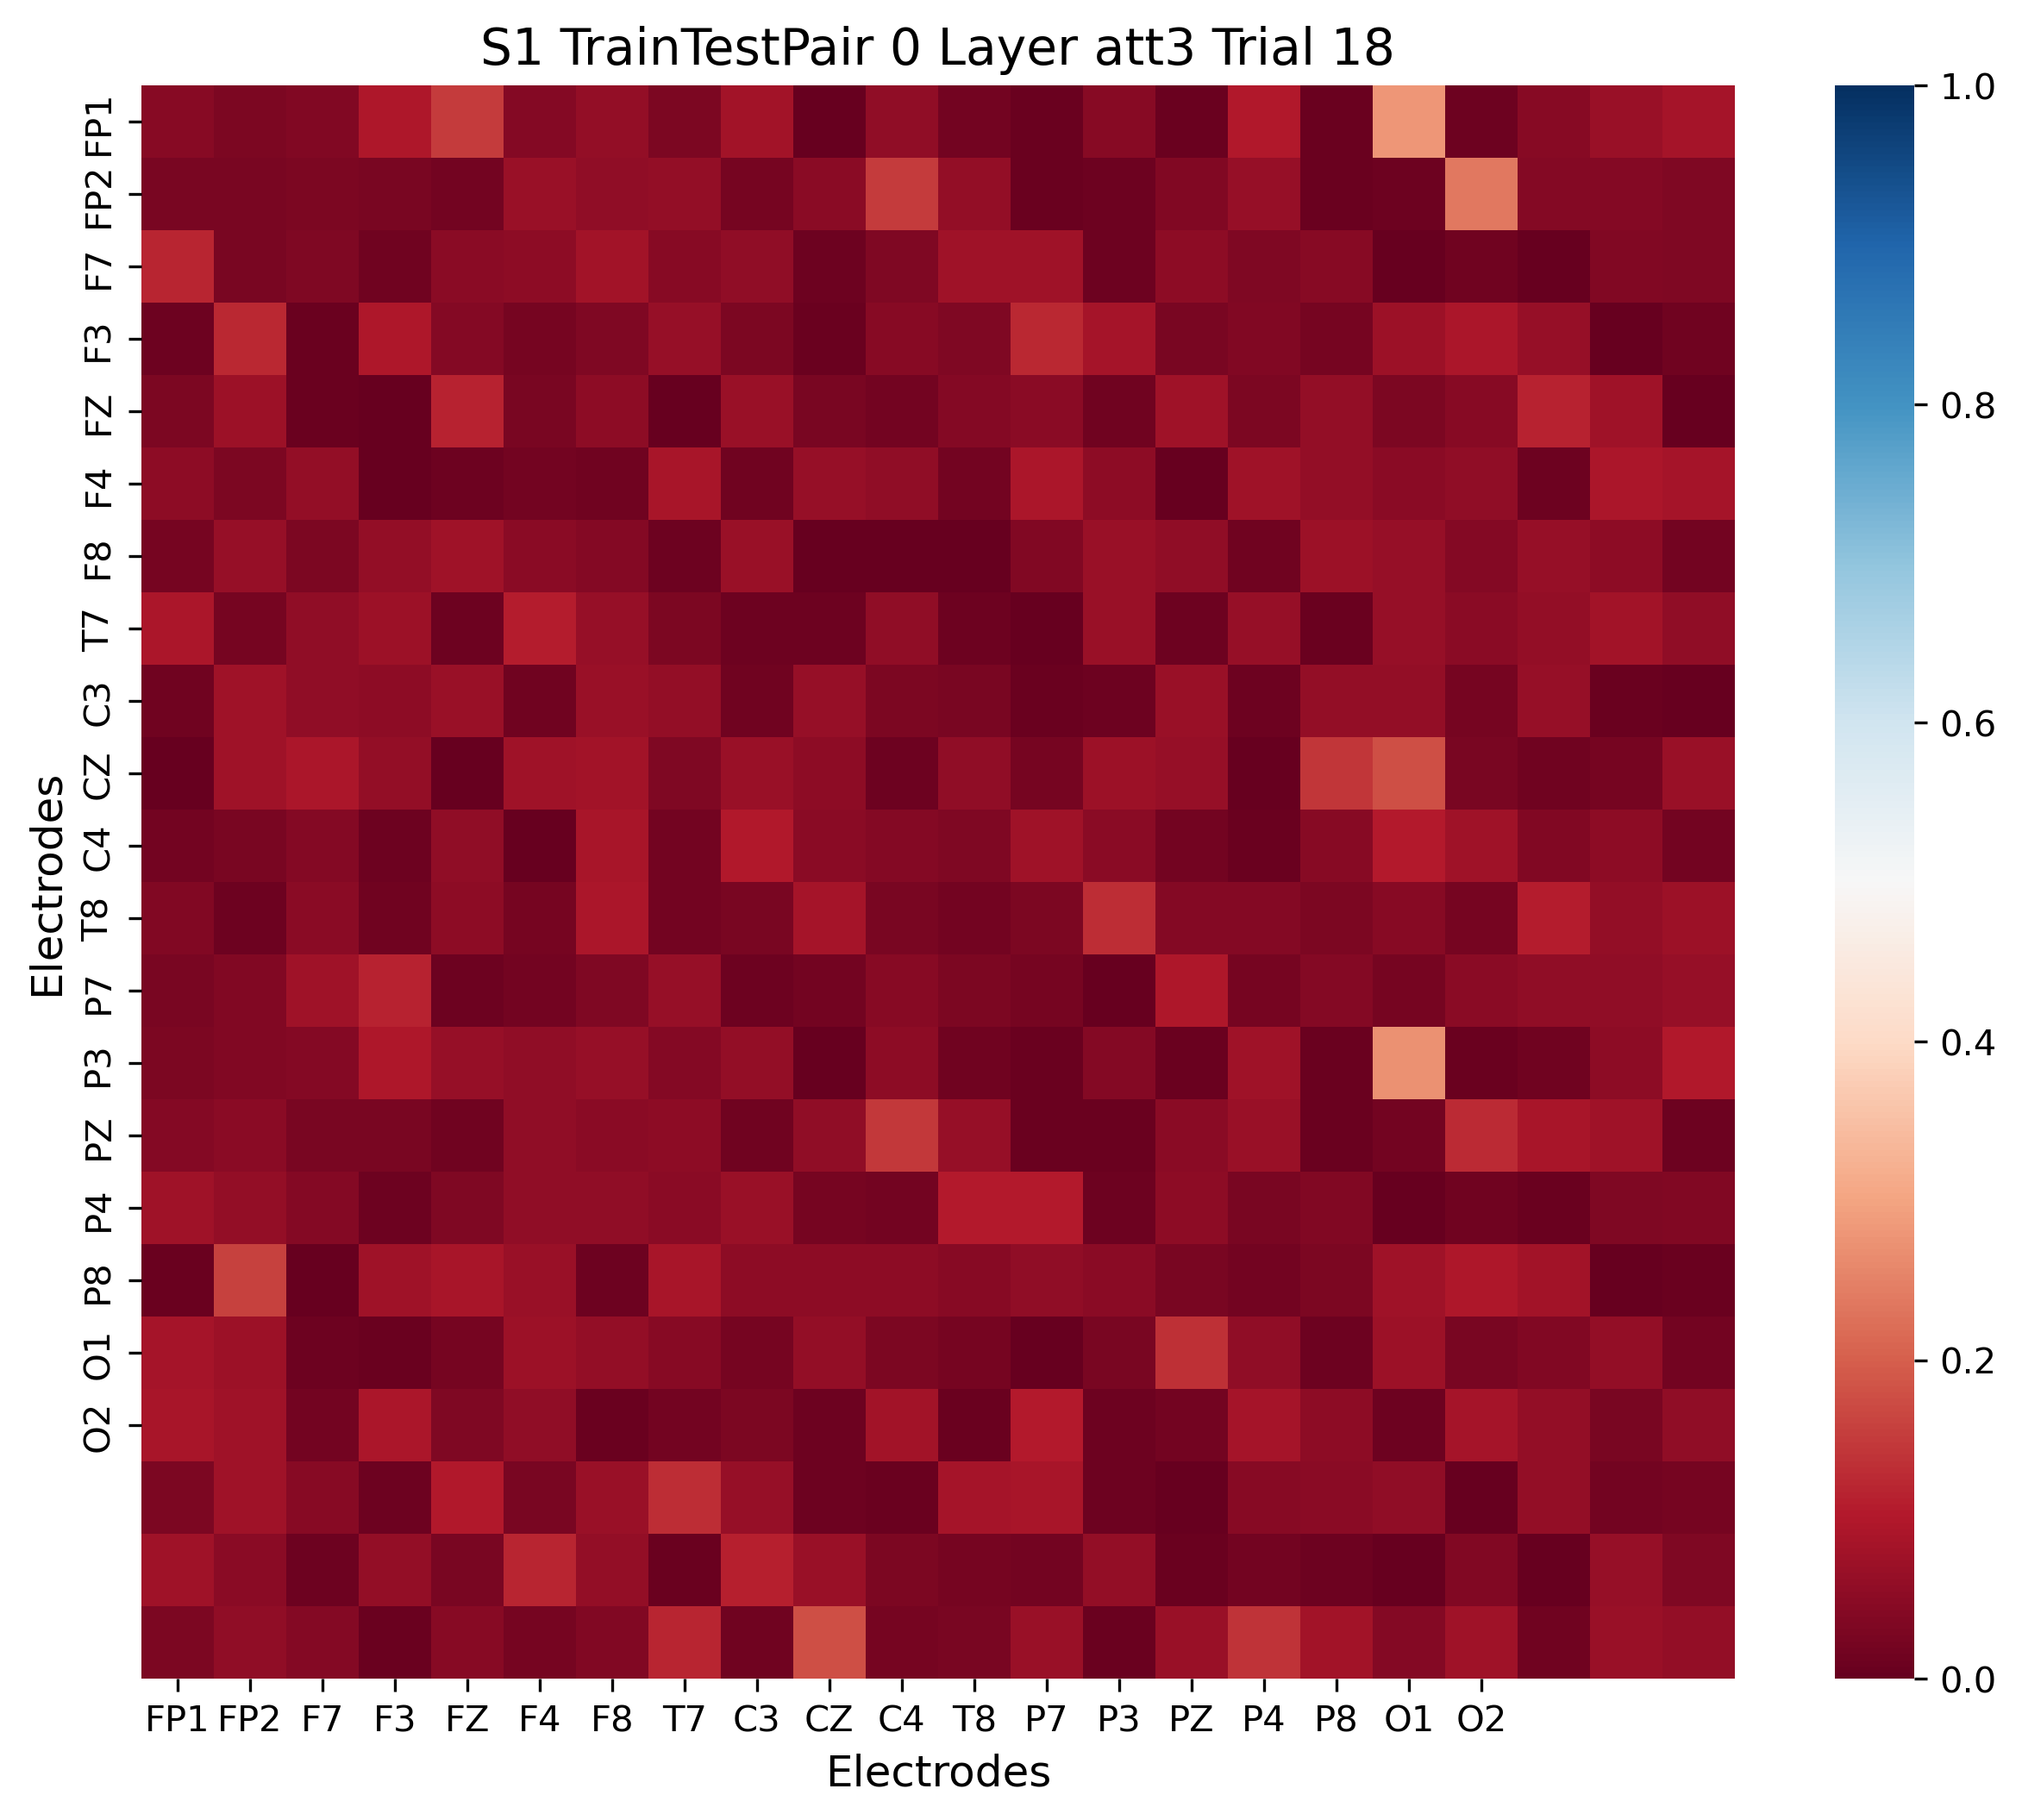 S1 TrainTestPair 0 Layer att3 Trial 18
Electrodes
FP1
FP2
F7
F3
FZ
F4
F8
T7
C3
CZ
C4
T8
P7
P3
PZ
P4
P8
O1
O2
FP1 FP2 F7 F3 FZ F4 F8 T7 C3 CZ C4 T8 P7 P3 PZ P4 P8 O1 O2
Electrodes
1.0
0.8
0.6
0.4
0.2
0.0